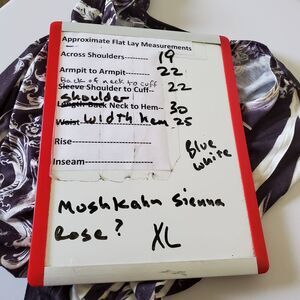 Approximate Flat Lay Measurements
Across Shoulders-------- 19
Armpit to Armpit-------- 22
Back of neck to cuff
Sleeve Shoulder to Cuff-- 22
shoulder
Length Back Neck to Hem-- 30
Waist width hem 25
Rise----------------------
Inseam--------------------
Blue
white
Moshkahn Sienna
Rose?
XL